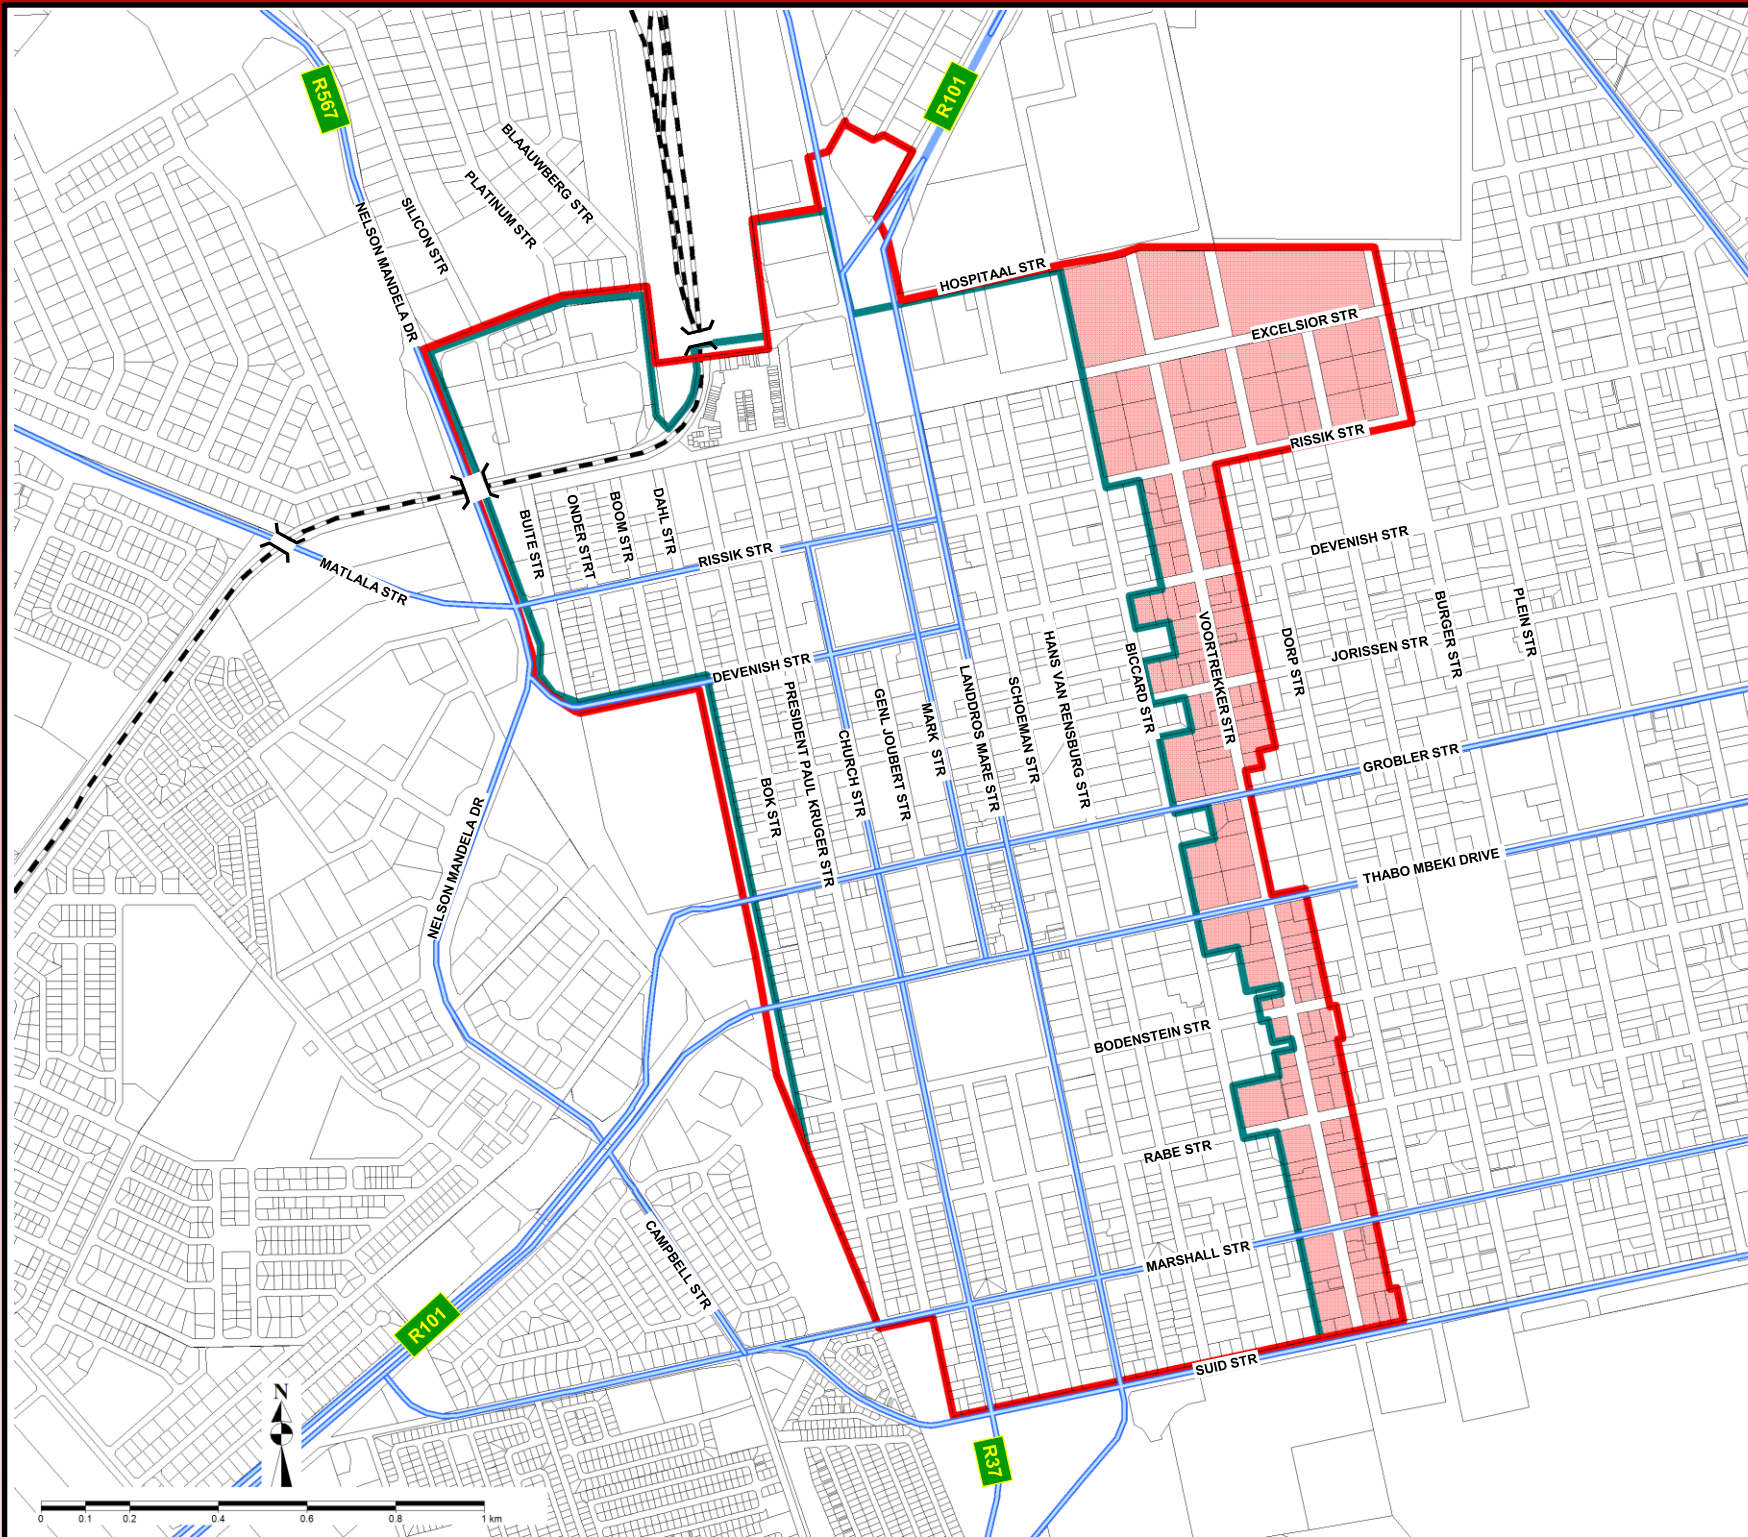 R567
R101
BLAAUWBERG STR
PLATINUM STR
SILICON STR
NELSON MANDELA DR
HOSPITAAL STR
EXCELSIOR STR
RISSIK STR
BUITE STR
ONDER STRT
BOOM STR
DAHL STR
RISSIK STR
DEVENISH STR
MATLALA STR
DEVENISH STR
JORISSEN STR
BURGER STR
PLEIN STR
DORP STR
VOORTREKKER STR
BICCARD STR
HANS VAN RENSBURG STR
SCHOEMAN STR
LANDDROS MARE STR
MARK STR
GENL JOUBERT STR
CHURCH STR
PRESIDENT PAUL KRUGER STR
BOK STR
GROBLER STR
NELSON MANDELA DR
THABO MBEKI DRIVE
BODENSTEIN STR
RABE STR
MARSHALL STR
CAMPBELL STR
R101
SUID STR
N
R37
0 0.1 0.2 0.4 0.6 0.8 1 km